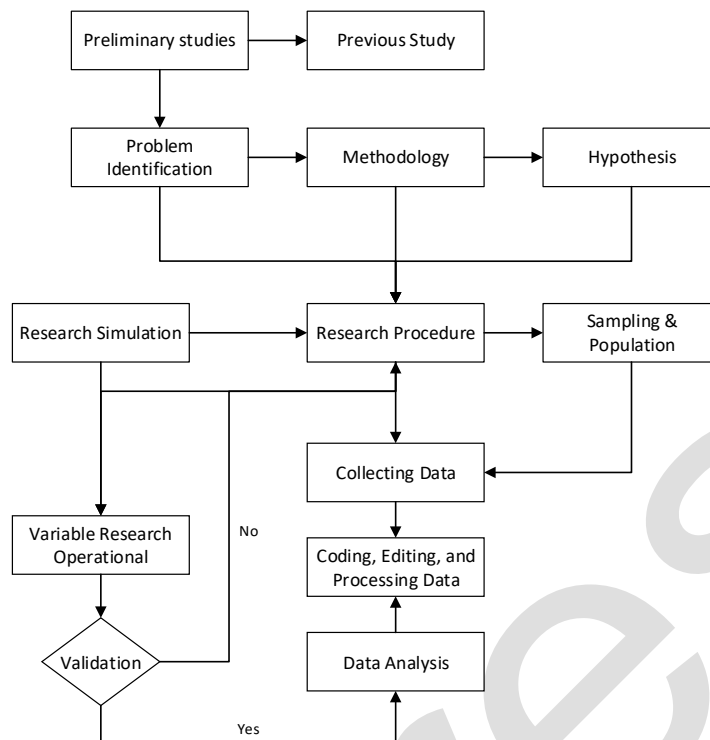 Preliminary studies
Previous Study
Problem
Identification
Methodology
Hypothesis
Research Simulation
Research Procedure
Sampling &
Population
Collecting Data
Variable Research
Operational
No
Coding, Editing, and
Processing Data
Validation
Data Analysis
Yes